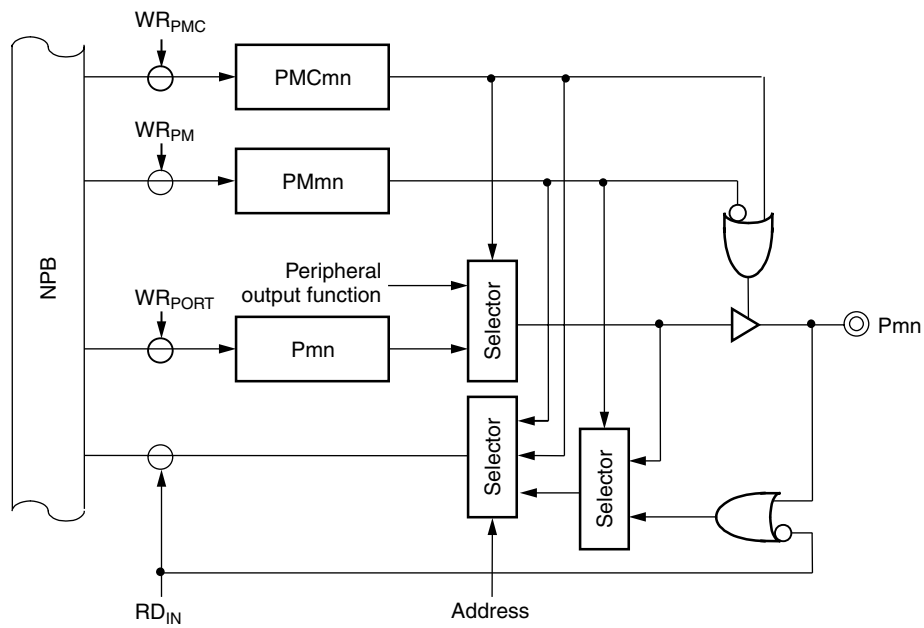 WRPMC
PMCmn
WRPM
PMmn
NPB
Peripheral
output function
WRPORT
Pmn
Selector
Pmn
Selector
Selector
RDIN
Address